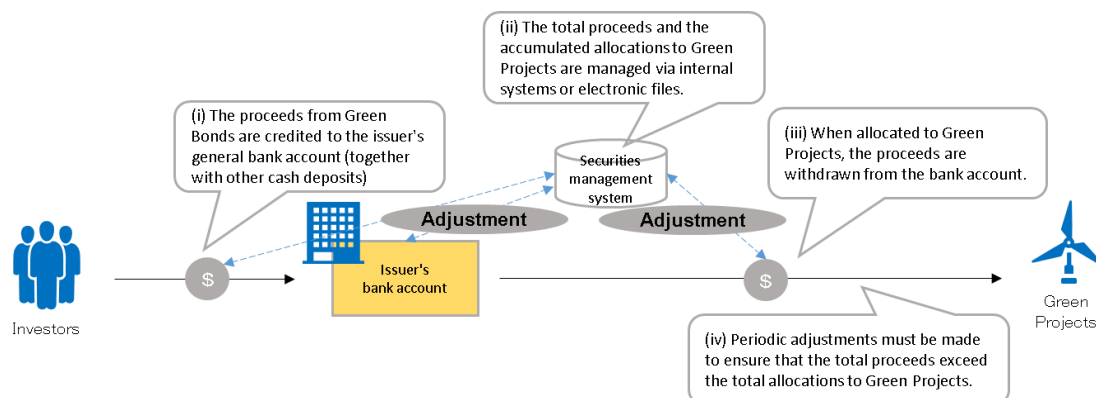 (ii) The total proceeds and the
accumulated allocations to Green
Projects are managed via internal
systems or electronic files.
(i) The proceeds from Green
Bonds are credited to the issuer's
general bank account (together
with other cash deposits)
(iii) When allocated to Green
Projects, the proceeds are
withdrawn from the bank account.
Securities
management
system
Adjustment
Adjustment
$
Issuer's
bank account
$
Investors
Green
Projects
(iv) Periodic adjustments must be made
to ensure that the total proceeds exceed
the total allocations to Green Projects.